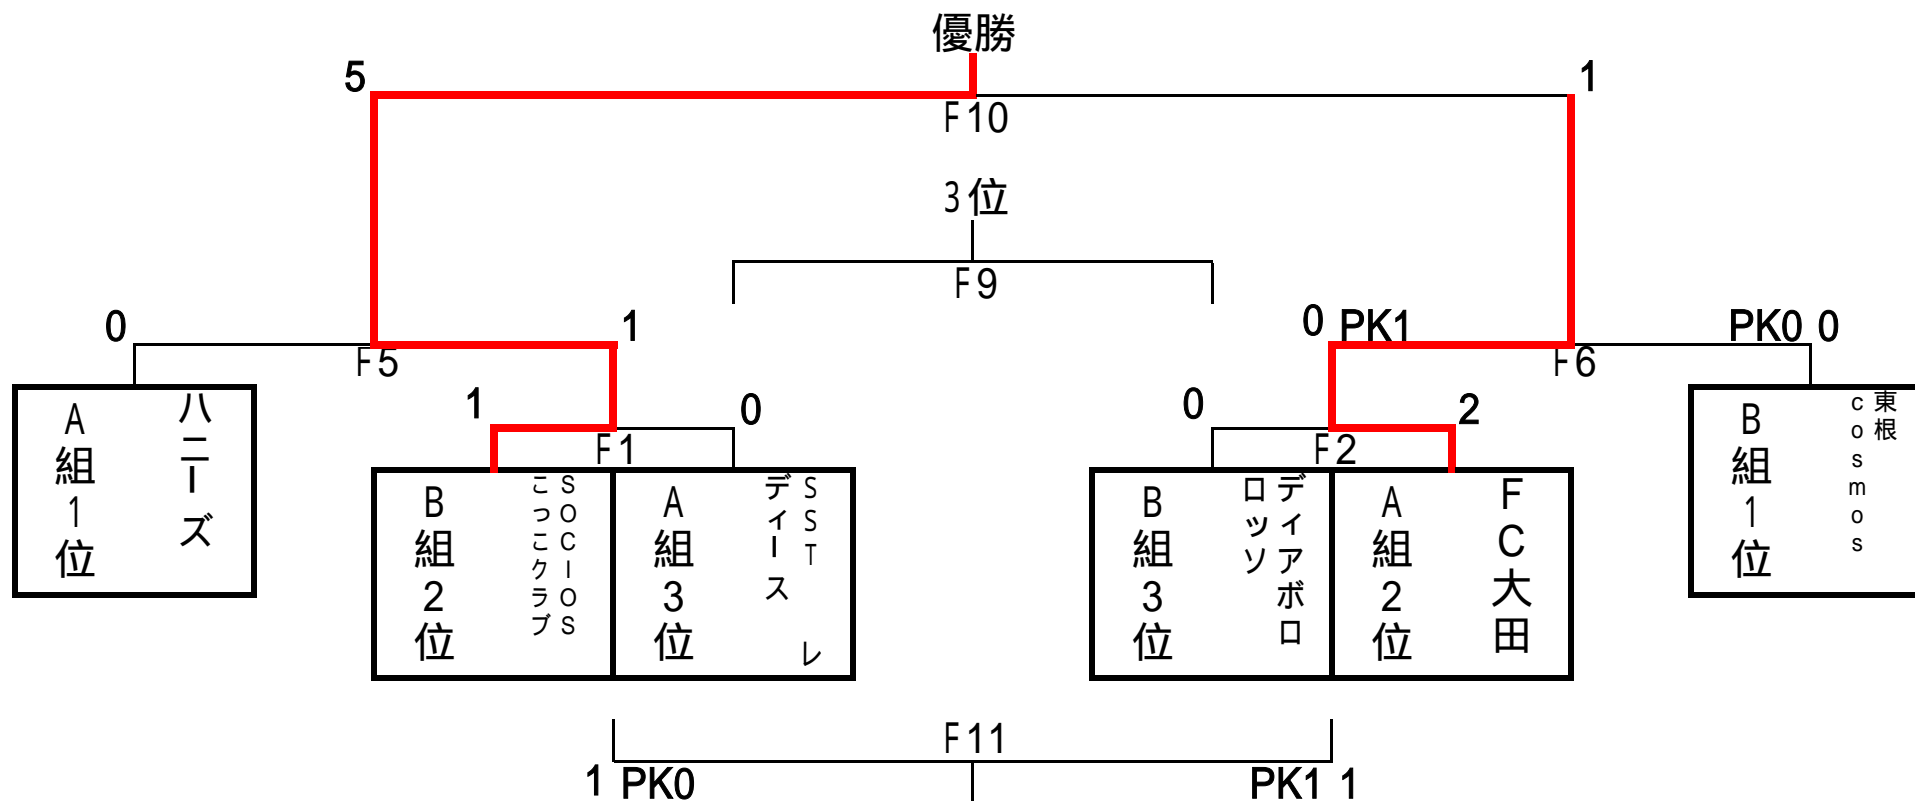 優勝
5
1
F10
3位
F9
0
1
0 PK1
PK0 0
F5
F6
1
0
0
2
F1
F2
A組1位
ハニーズ
B組2位
SOCIOS
こっこクラブ
A組3位
SST レ
ディース
B組3位
ディアボロ
ロッソ
A組2位
FC大田
B組1位
東根
cosmos
F11
1 PK0
PK1 1